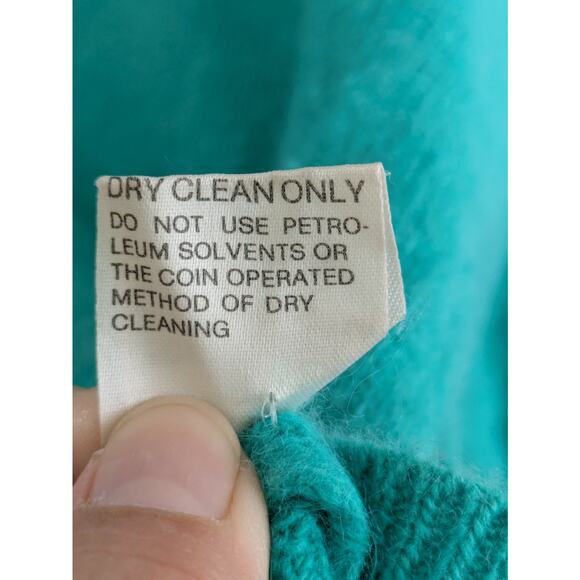 DRY CLEAN ONLY
DO NOT USE PETRO-
LEUM SOLVENTS OR
THE COIN OPERATED
METHOD OF DRY
CLEANING